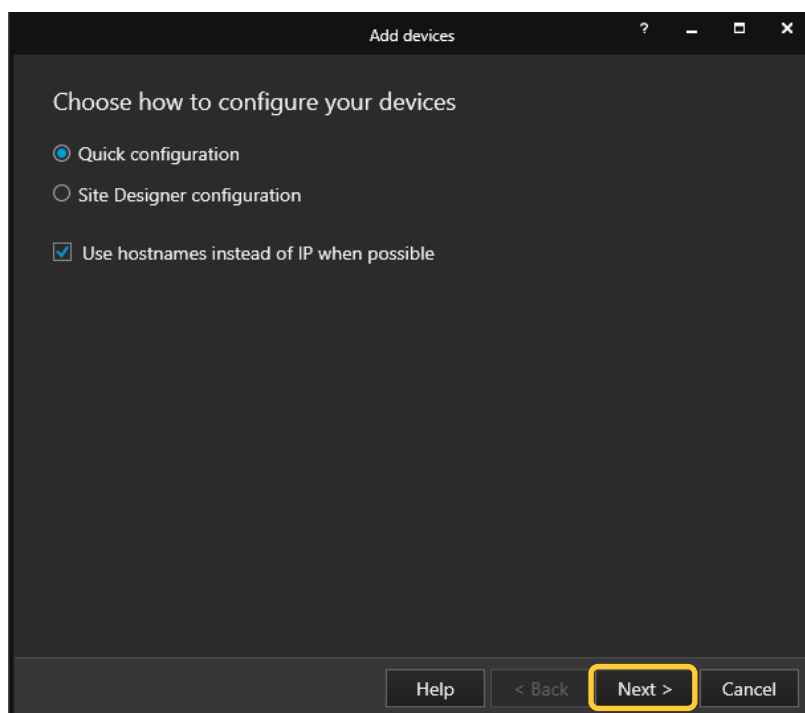 Add devices
?
Choose how to configure your devices
Quick configuration
Site Designer configuration
Use hostnames instead of IP when possible
Help < Back Next > Cancel